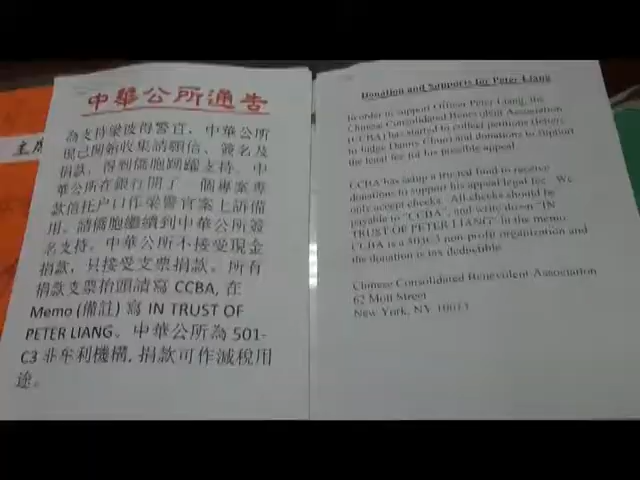 主席
中華公所通告
為支持梁彼得警官，中華公所
現已開始收集請願信、簽名及
捐款，得到僑胞踴躍支持。中
華公所在銀行開了一個專案專
款信托户口作梁警官案上訴備
用。請僑胞繼續到中華公所簽
名支持。中華公所不接受現金
捐款，只接受支票捐款。所有
捐款支票抬頭請寫 CCBA, 在
Memo (備註) 寫 IN TRUST OF
PETER LIANG。中華公所為 501-
C3 非牟利機構, 捐款可作減稅用
途。
Donation and Supports for Peter Liang
In order to support Officer Peter Liang, the
Chinese Consolidated Benevolent Association
(CCBA) has started to collect petition letters
to Judge Danny Chun and donations to support
the legal fee for his possible appeal.
CCBA has setup a trusted fund to receive
donations to support his appeal legal fee. We
only accept checks. All checks should be
payable to "CCBA", and write down "IN
TRUST OF PETER LIANG" in the memo.
CCBA is a 501C3 non-profit organization and
the donation is tax deductible.
Chinese Consolidated Benevolent Association
62 Mott Street
New York, NY 10013